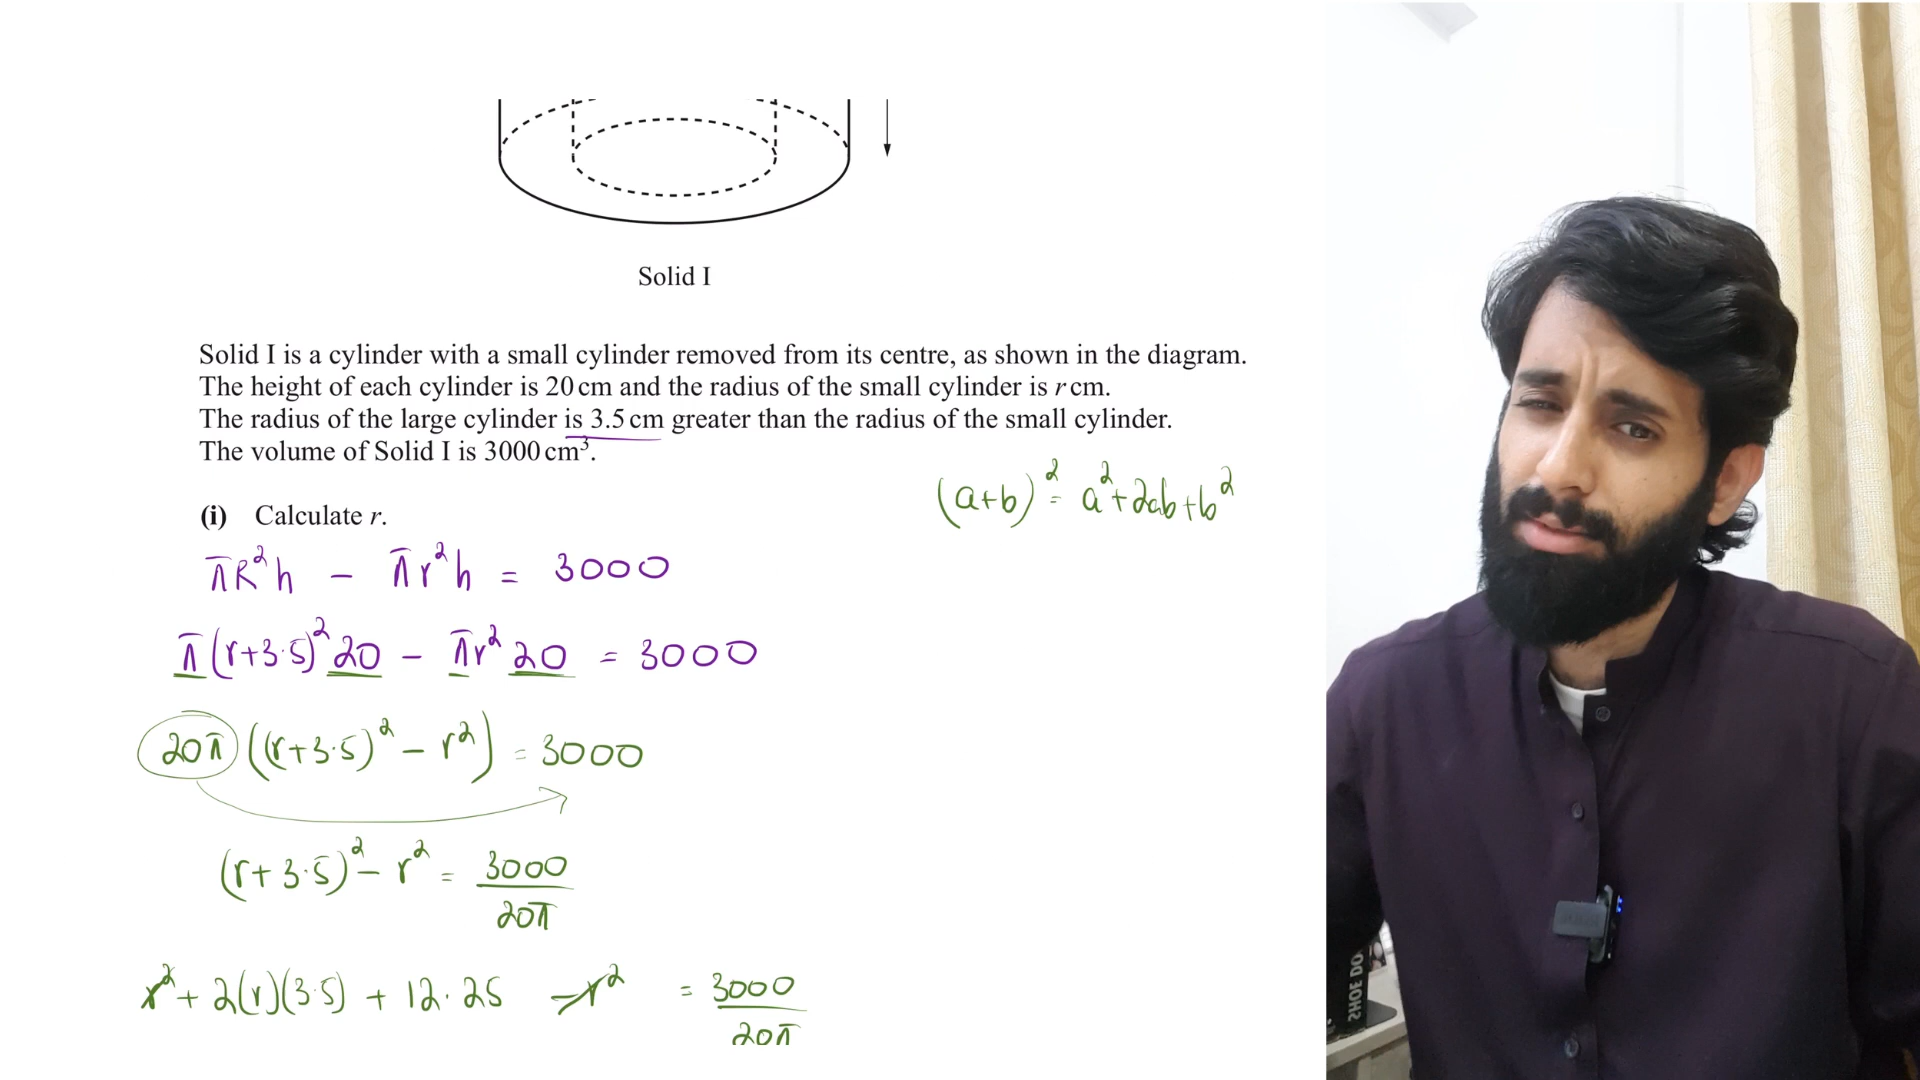 Solid I
Solid I is a cylinder with a small cylinder removed from its centre, as shown in the diagram.
The height of each cylinder is 20 cm and the radius of the small cylinder is r cm.
The radius of the large cylinder is 3.5 cm greater than the radius of the small cylinder.
The volume of Solid I is 3000 cm³.
(a+b)² = a²+2ab+b²
(i) Calculate r.
πR²h − πr²h = 3000
π(r+3.5)²20 − πr²20 = 3000
20π((r+3.5)² − r²) = 3000
(r+3.5)² − r² = 3000/20π
r² + 2(r)(3.5) + 12.25 − r² = 3000/20π
SHOE DO